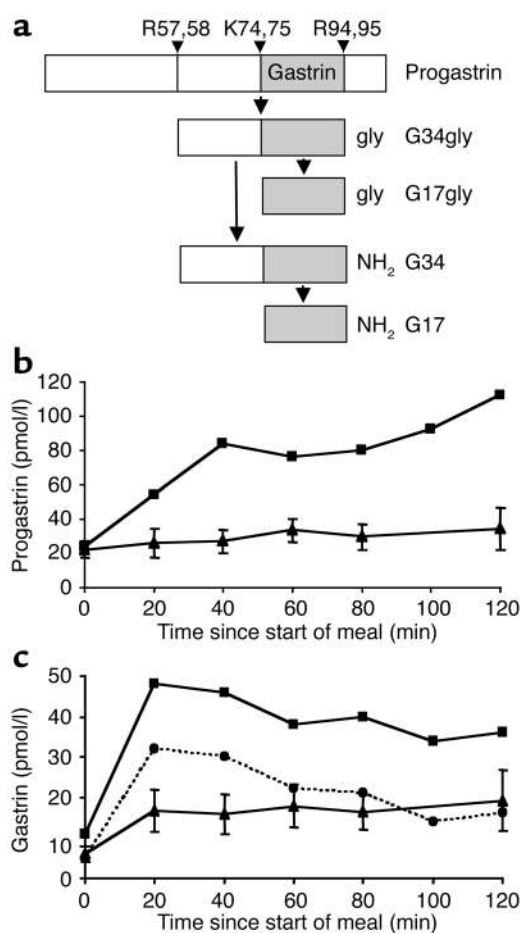 a
R57,58 K74,75 R94,95
Gastrin Progastrin
gly G34gly
gly G17gly
NH₂ G34
NH₂ G17
b
Progastrin (pmol/l)
120
100
80
60
40
20
0
0 20 40 60 80 100 120
Time since start of meal (min)
c
Gastrin (pmol/l)
50
40
30
20
10
0
0 20 40 60 80 100 120
Time since start of meal (min)